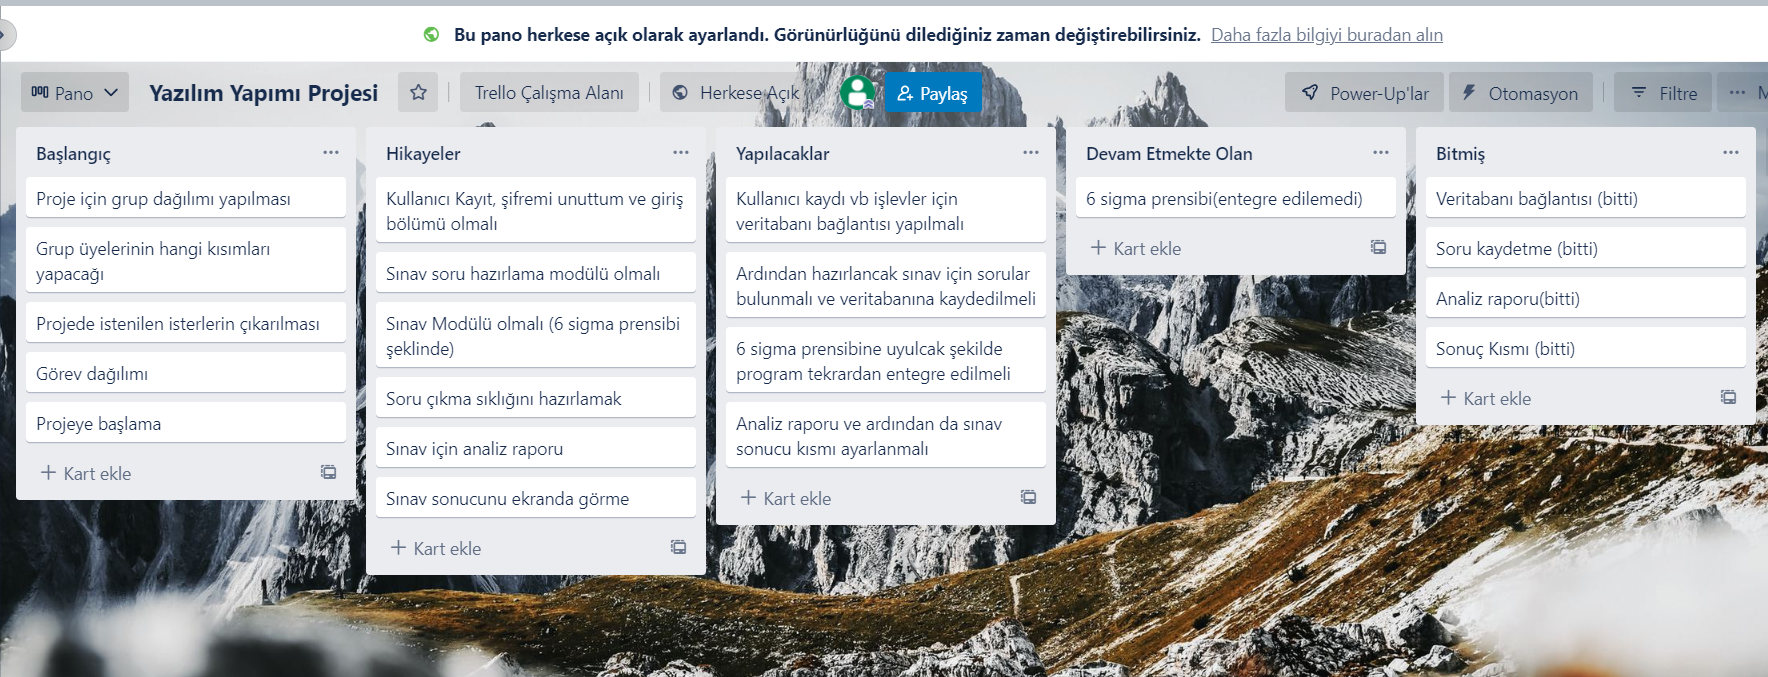 Bu pano herkese açık olarak ayarlandı. Görünürlüğünü dilediğiniz zaman değiştirebilirsiniz. Daha fazla bilgiyi buradan alın
Pano
Yazılım Yapımı Projesi
Trello Çalışma Alanı
Herkese Açık
Paylaş
Power-Up'lar
Otomasyon
Filtre
Başlangıç
Proje için grup dağılımı yapılması
Grup üyelerinin hangi kısımları
yapacağı
Projede istenilen isterlerin çıkarılması
Görev dağılımı
Projeye başlama
Kart ekle
Hikayeler
Kullanıcı Kayıt, şifremi unuttum ve giriş
bölümü olmalı
Sınav soru hazırlama modülü olmalı
Sınav Modülü olmalı (6 sigma prensibi
şeklinde)
Soru çıkma sıklığını hazırlamak
Sınav için analiz raporu
Sınav sonucunu ekranda görme
Kart ekle
Yapılacaklar
Kullanıcı kaydı vb işlevler için
veritabanı bağlantısı yapılmalı
Ardından hazırlancak sınav için sorular
bulunmalı ve veritabanına kaydedilmeli
6 sigma prensibine uyulcak şekilde
program tekrardan entegre edilmeli
Analiz raporu ve ardından da sınav
sonucu kısmı ayarlanmalı
Kart ekle
Devam Etmekte Olan
6 sigma prensibi(entegre edilemedi)
Kart ekle
Bitmiş
Veritabanı bağlantısı (bitti)
Soru kaydetme (bitti)
Analiz raporu(bitti)
Sonuç Kısmı (bitti)
Kart ekle